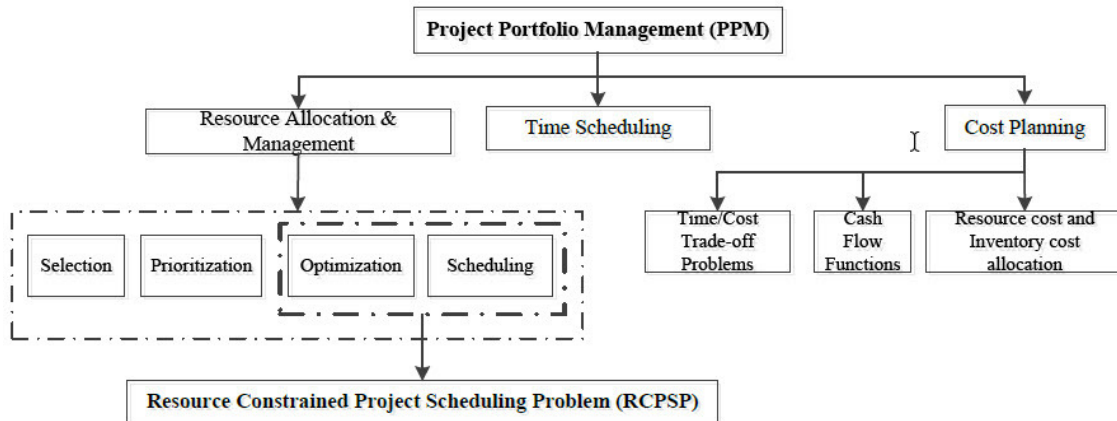 Project Portfolio Management (PPM)
Resource Allocation &
Management
Time Scheduling
Cost Planning
Time/Cost
Trade-off
Problems
Cash
Flow
Functions
Resource cost and
Inventory cost
allocation
Selection
Prioritization
Optimization
Scheduling
Resource Constrained Project Scheduling Problem (RCPSP)